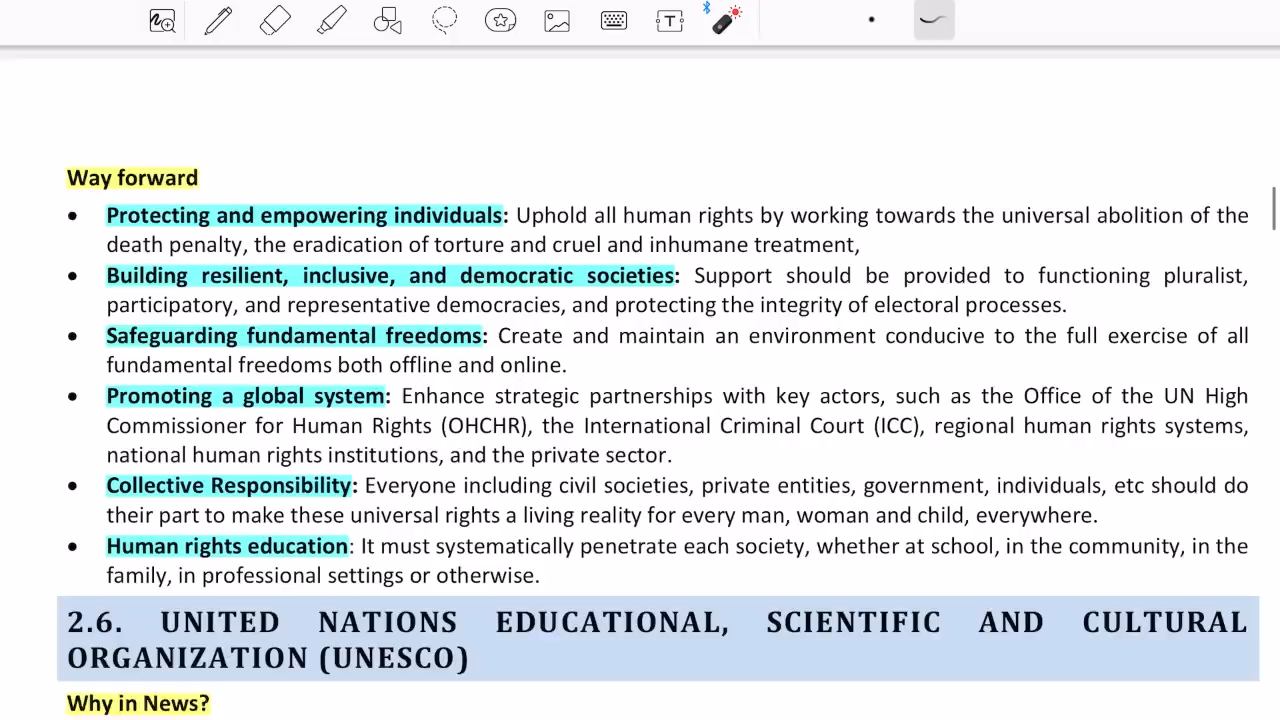 T
Way forward
• Protecting and empowering individuals: Uphold all human rights by working towards the universal abolition of the
death penalty, the eradication of torture and cruel and inhumane treatment,
• Building resilient, inclusive, and democratic societies: Support should be provided to functioning pluralist,
participatory, and representative democracies, and protecting the integrity of electoral processes.
• Safeguarding fundamental freedoms: Create and maintain an environment conducive to the full exercise of all
fundamental freedoms both offline and online.
• Promoting a global system: Enhance strategic partnerships with key actors, such as the Office of the UN High
Commissioner for Human Rights (OHCHR), the International Criminal Court (ICC), regional human rights systems,
national human rights institutions, and the private sector.
• Collective Responsibility: Everyone including civil societies, private entities, government, individuals, etc should do
their part to make these universal rights a living reality for every man, woman and child, everywhere.
• Human rights education: It must systematically penetrate each society, whether at school, in the community, in the
family, in professional settings or otherwise.
2.6. UNITED NATIONS EDUCATIONAL, SCIENTIFIC AND CULTURAL
ORGANIZATION (UNESCO)
Why in News?